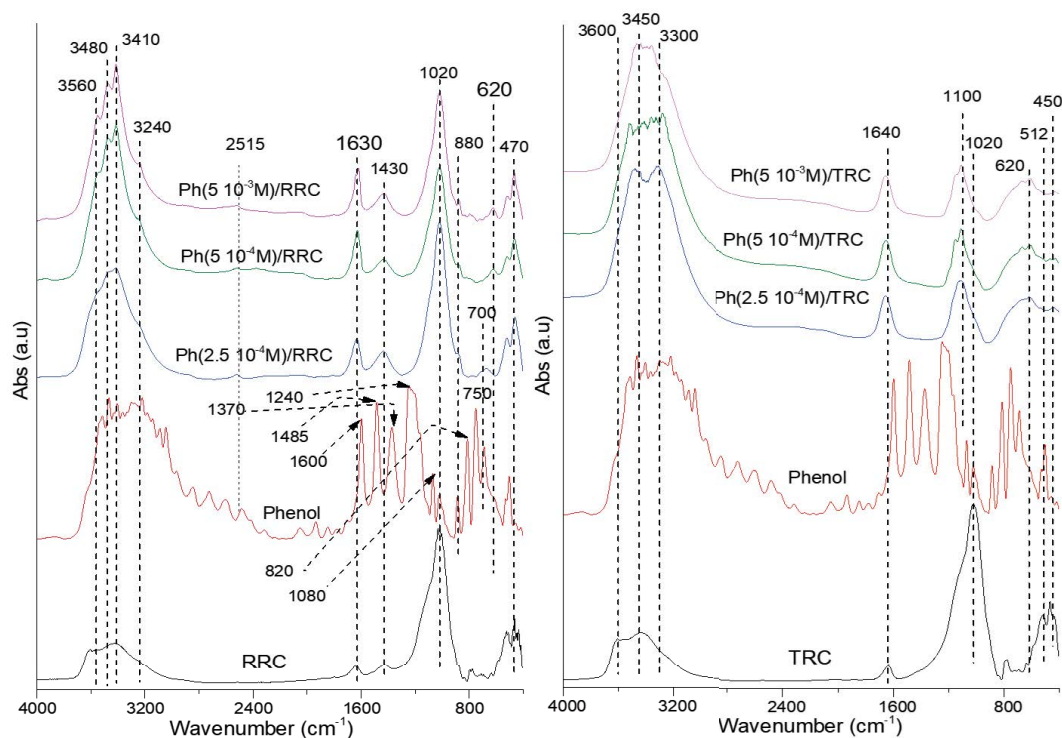 3480 3410
3560
3240
2515
1630 1430
1020
620
880
470
Ph(5 10⁻³M)/RRC
Ph(5 10⁻⁴M)/RRC
Ph(2.5 10⁻⁴M)/RRC
700
1240
1370
1485
1600
750
Phenol
820
1080
RRC
Abs (a.u)
4000 3200 2400 1600 800
Wavenumber (cm⁻¹)
3600 3450 3300
1640
1100
1020
620
512
450
Ph(5 10⁻³M)/TRC
Ph(5 10⁻⁴M)/TRC
Ph(2.5 10⁻⁴M)/TRC
Phenol
TRC
Abs (a.u)
4000 3200 2400 1600 800
Wavenumber (cm⁻¹)